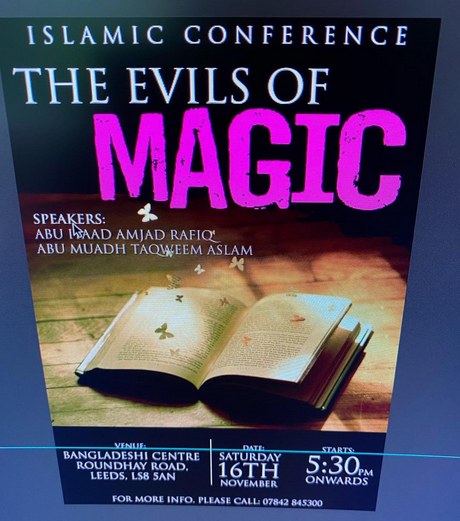 ISLAMIC CONFERENCE
THE EVILS OF
MAGIC
SPEAKERS:
ABU AMJAD RAFIQ
ABU MUADH TAQWEEM ASLAM
VENUE:
BANGLADESHI CENTRE
ROUNDHAY ROAD,
LEEDS, LS8 5AN
DATE:
SATURDAY
16TH
NOVEMBER
STARTS:
5:30PM
ONWARDS
FOR MORE INFO. PLEASE CALL: 07842 845300